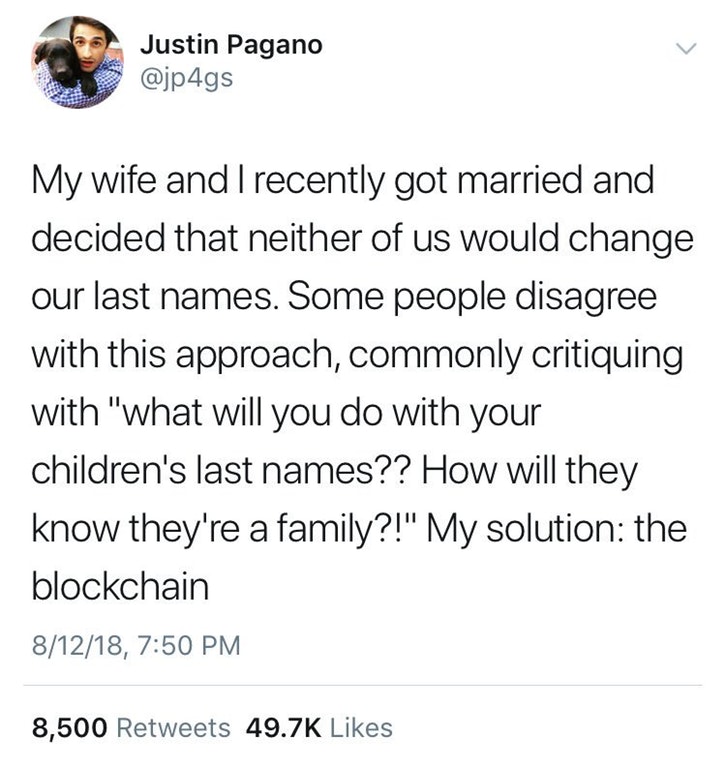 Justin Pagano
@jp4gs
My wife and I recently got married and
decided that neither of us would change
our last names. Some people disagree
with this approach, commonly critiquing
with "what will you do with your
children's last names?? How will they
know they're a family?!" My solution: the
blockchain
8/12/18, 7:50 PM
8,500 Retweets 49.7K Likes